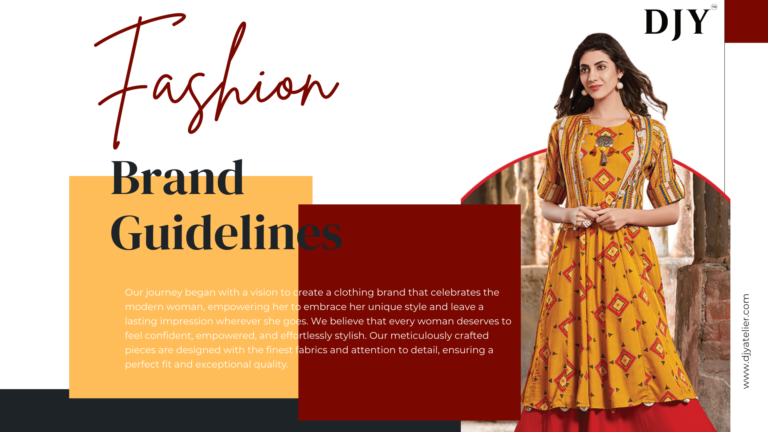 DJY
Fashion
Brand
Guidelines
Our journey began with a vision to create a clothing brand that celebrates the
modern woman, empowering her to embrace her unique style and leave a
lasting impression wherever she goes. We believe that every woman deserves to
feel confident, empowered, and effortlessly stylish. Our meticulously crafted
pieces are designed with the finest fabrics and attention to detail, ensuring a
perfect fit and exceptional quality.
www.djyatelier.com